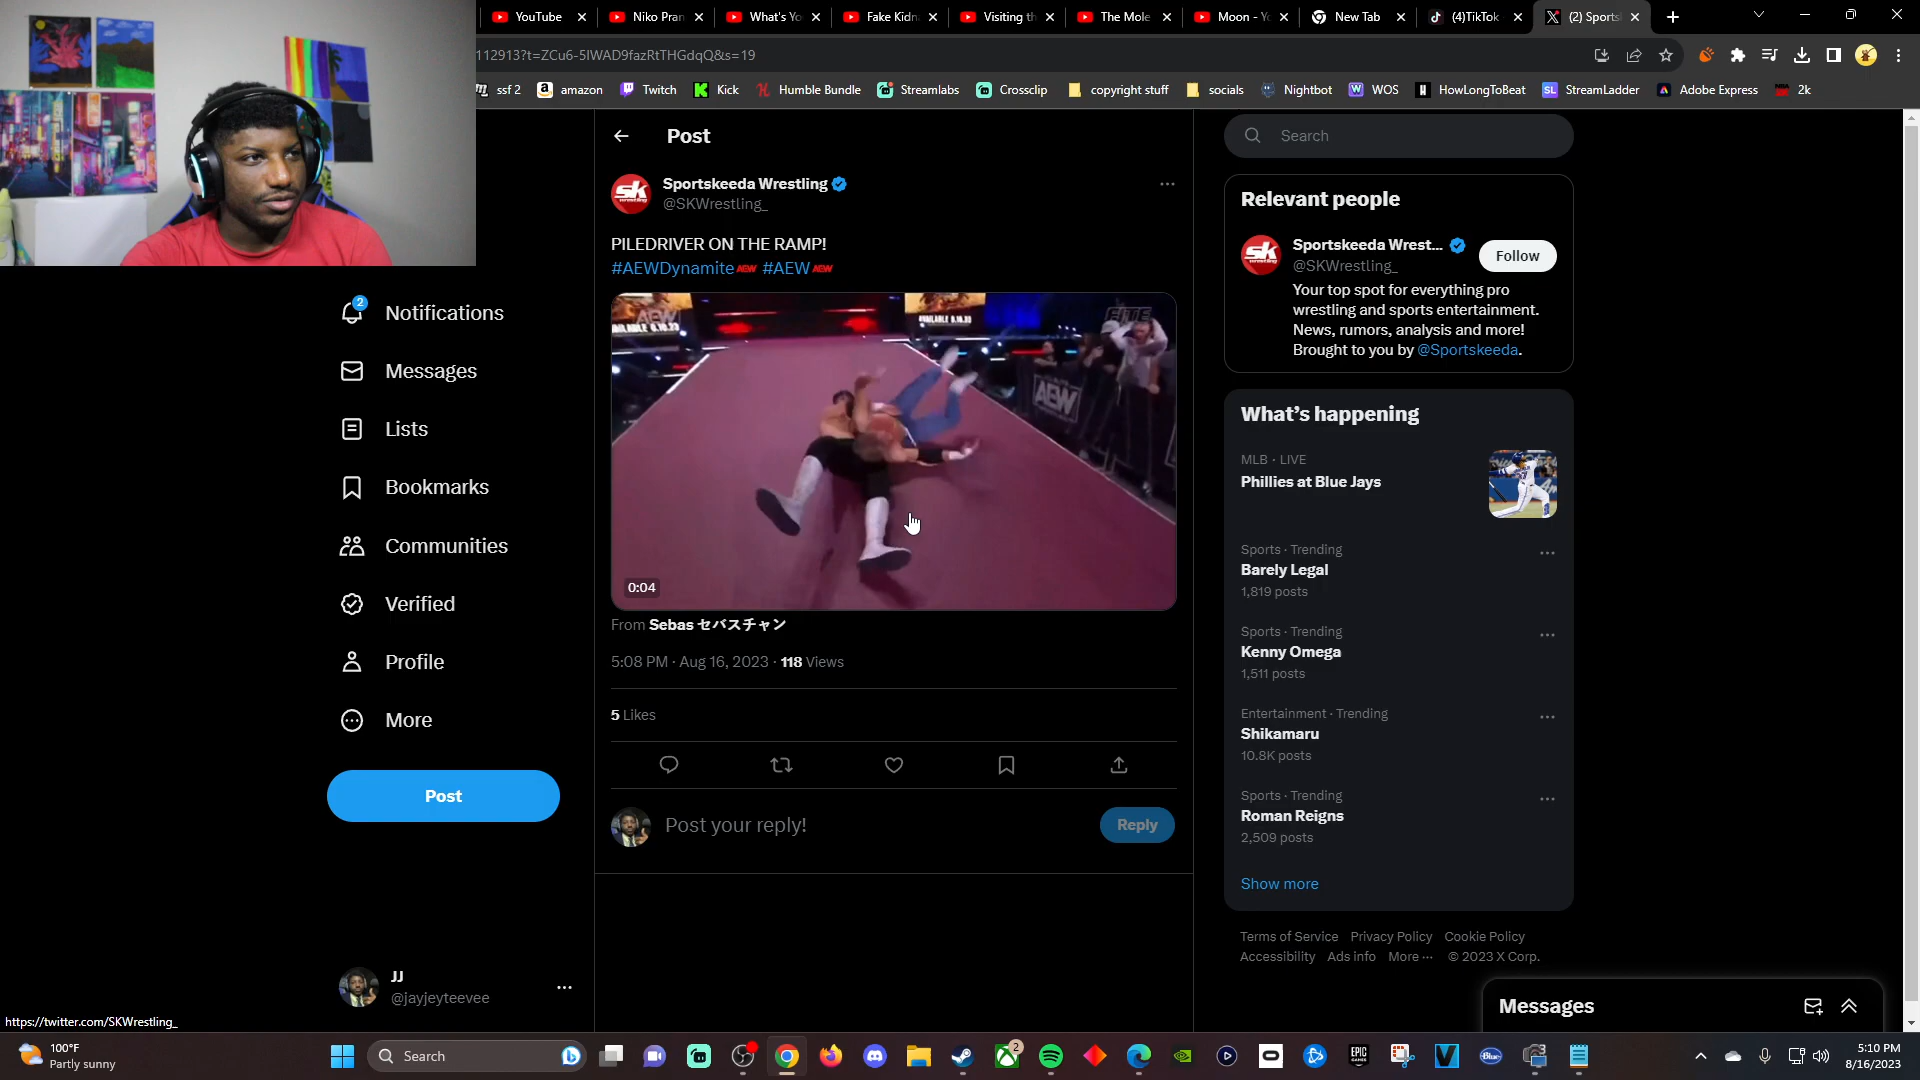 YouTube
Niko Pran
What's Yo
Fake Kidn
Visiting th
The Mole
Moon - Yo
New Tab
(4)TikTok
(2) Sports
112913?t=ZCu6-5lWAD9fazRtTHGdqQ&s=19
ssf 2
amazon
Twitch
Kick
Humble Bundle
Streamlabs
Crossclip
copyright stuff
socials
Nightbot
WOS
HowLongToBeat
StreamLadder
Adobe Express
2k
Notifications
2
Messages
Lists
Bookmarks
Communities
Verified
Profile
More
Post
JJ
@jayjeyteevee
https://twitter.com/SKWrestling_
Post
sk
Sportskeeda Wrestling
@SKWrestling_
PILEDRIVER ON THE RAMP!
#AEWDynamite #AEW
FITE
AEW
0:04
From Sebas セバスチャン
5:08 PM · Aug 16, 2023 · 118 Views
5 Likes
Post your reply!
Reply
Search
Relevant people
sk
Sportskeeda Wrest...
@SKWrestling_
Follow
Your top spot for everything pro
wrestling and sports entertainment.
News, rumors, analysis and more!
Brought to you by @Sportskeeda.
What's happening
MLB · LIVE
Phillies at Blue Jays
Sports · Trending
Barely Legal
1,819 posts
Sports · Trending
Kenny Omega
1,511 posts
Entertainment · Trending
Shikamaru
10.8K posts
Sports · Trending
Roman Reigns
2,509 posts
Show more
Terms of Service Privacy Policy Cookie Policy
Accessibility Ads info More ··· © 2023 X Corp.
Messages
100°F
Partly sunny
Search
2
EPIC
5:10 PM
8/16/2023